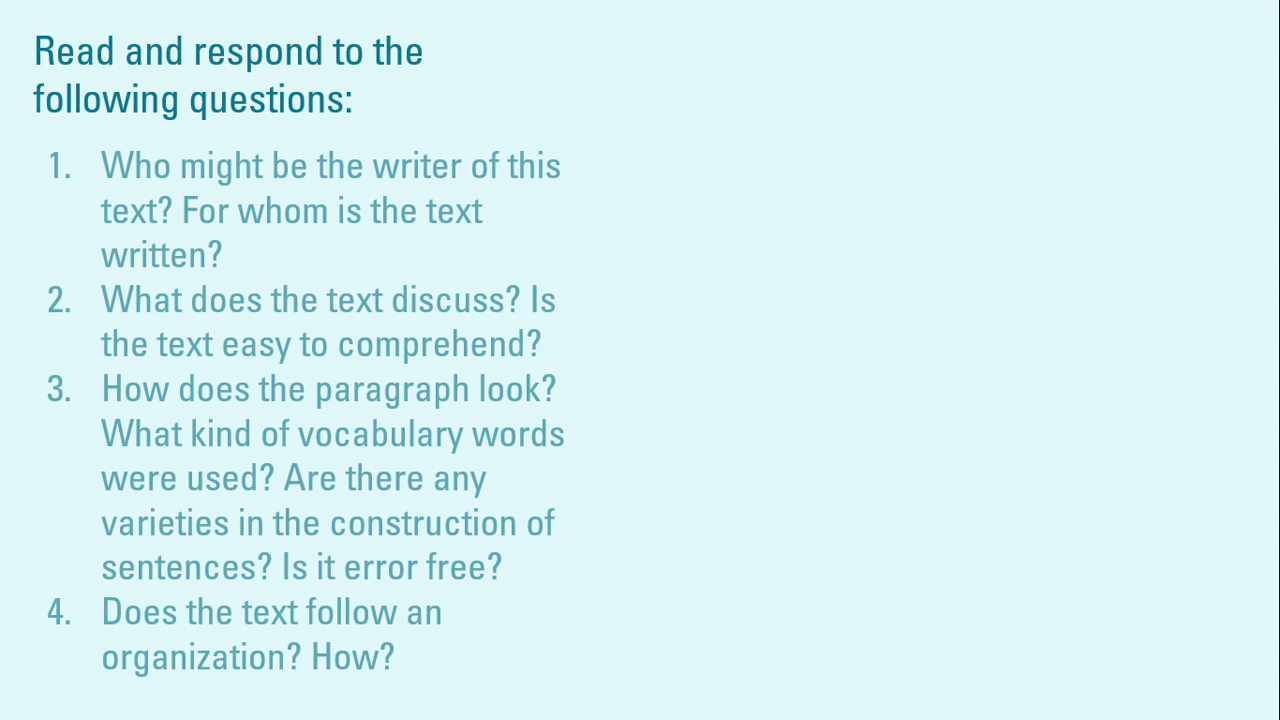 Read and respond to the
following questions:
1. Who might be the writer of this
text? For whom is the text
written?
2. What does the text discuss? Is
the text easy to comprehend?
3. How does the paragraph look?
What kind of vocabulary words
were used? Are there any
varieties in the construction of
sentences? Is it error free?
4. Does the text follow an
organization? How?